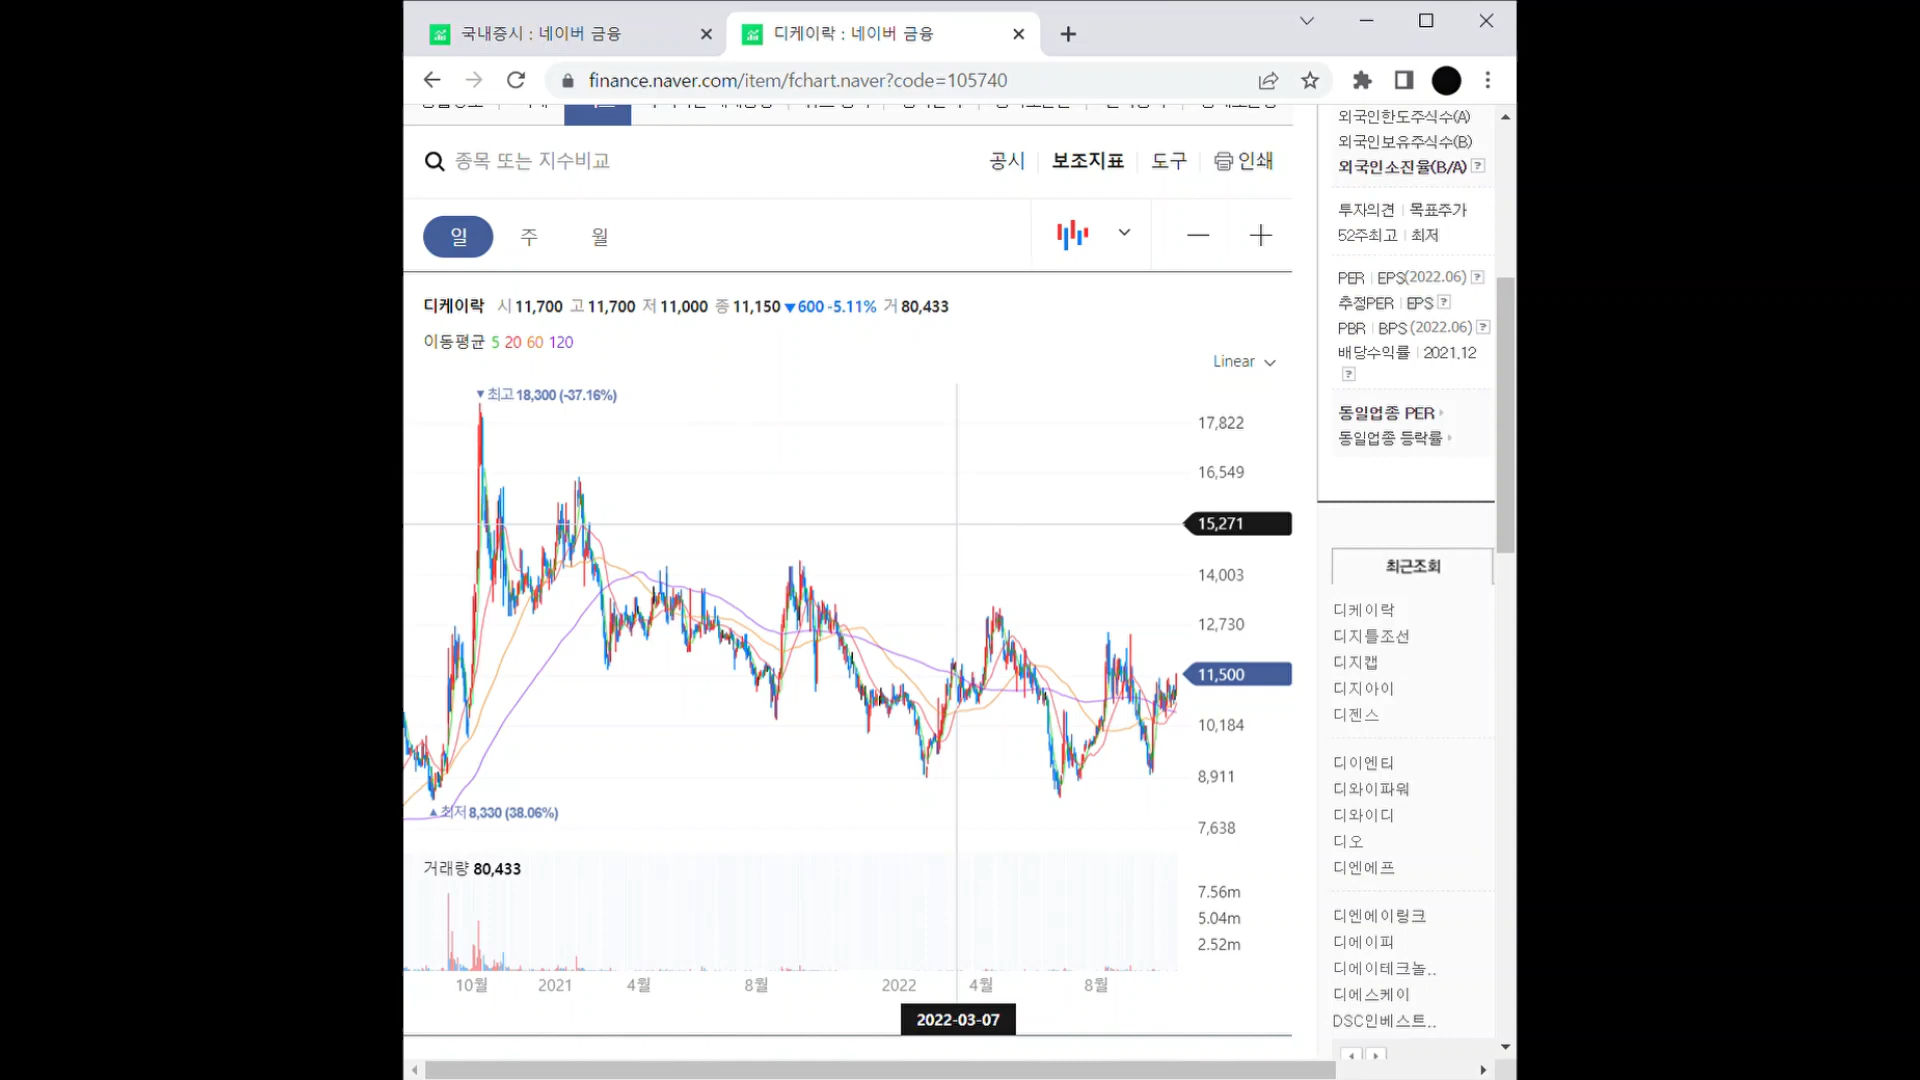 국내증시 : 네이버 금융
디케이락 : 네이버 금융
finance.naver.com/item/fchart.naver?code=105740
종목 또는 지수비교
공시
보조지표
도구
인쇄
일 주 월
디케이락 시 11,700 고 11,700 저 11,000 종 11,150 ▼600 -5.11% 거 80,433
이동평균 5 20 60 120
Linear
▼최고 18,300 (-37.16%)
17,822
16,549
15,271
14,003
12,730
11,500
10,184
8,911
7,638
▲최저 8,330 (38.06%)
거래량 80,433
7.56m
5.04m
2.52m
10월 2021 4월 8월 2022 4월 8월
2022-03-07
외국인한도주식수(A)
외국인보유주식수(B)
외국인소진율(B/A) ?
투자의견 | 목표주가
52주최고 | 최저
PER | EPS(2022.06) ?
추정PER | EPS ?
PBR | BPS (2022.06) ?
배당수익률 | 2021.12
?
동일업종 PER
동일업종 등락률
최근조회
디케이락
디지틀조선
디지캡
디지아이
디젠스
디이엔티
디와이파워
디와이디
디오
디엔에프
디엔에이링크
디에이피
디에이테크놀..
디에스케이
DSC인베스트..